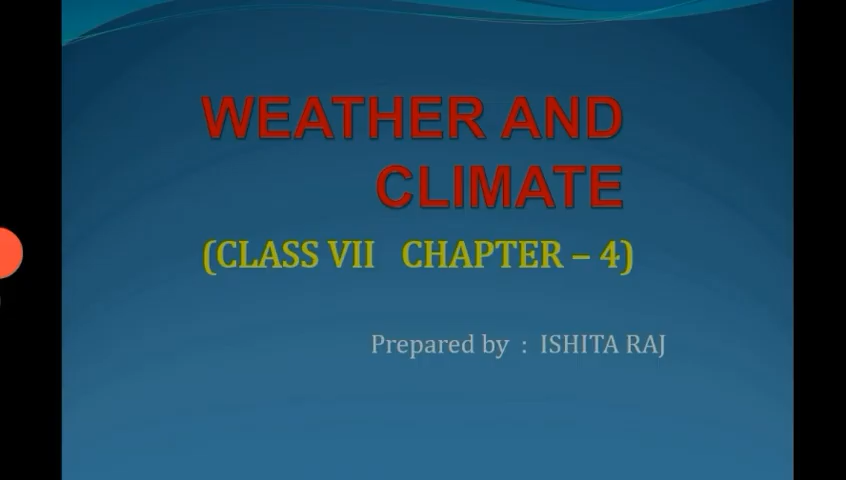 WEATHER AND
CLIMATE
(CLASS VII CHAPTER – 4)
Prepared by : ISHITA RAJ